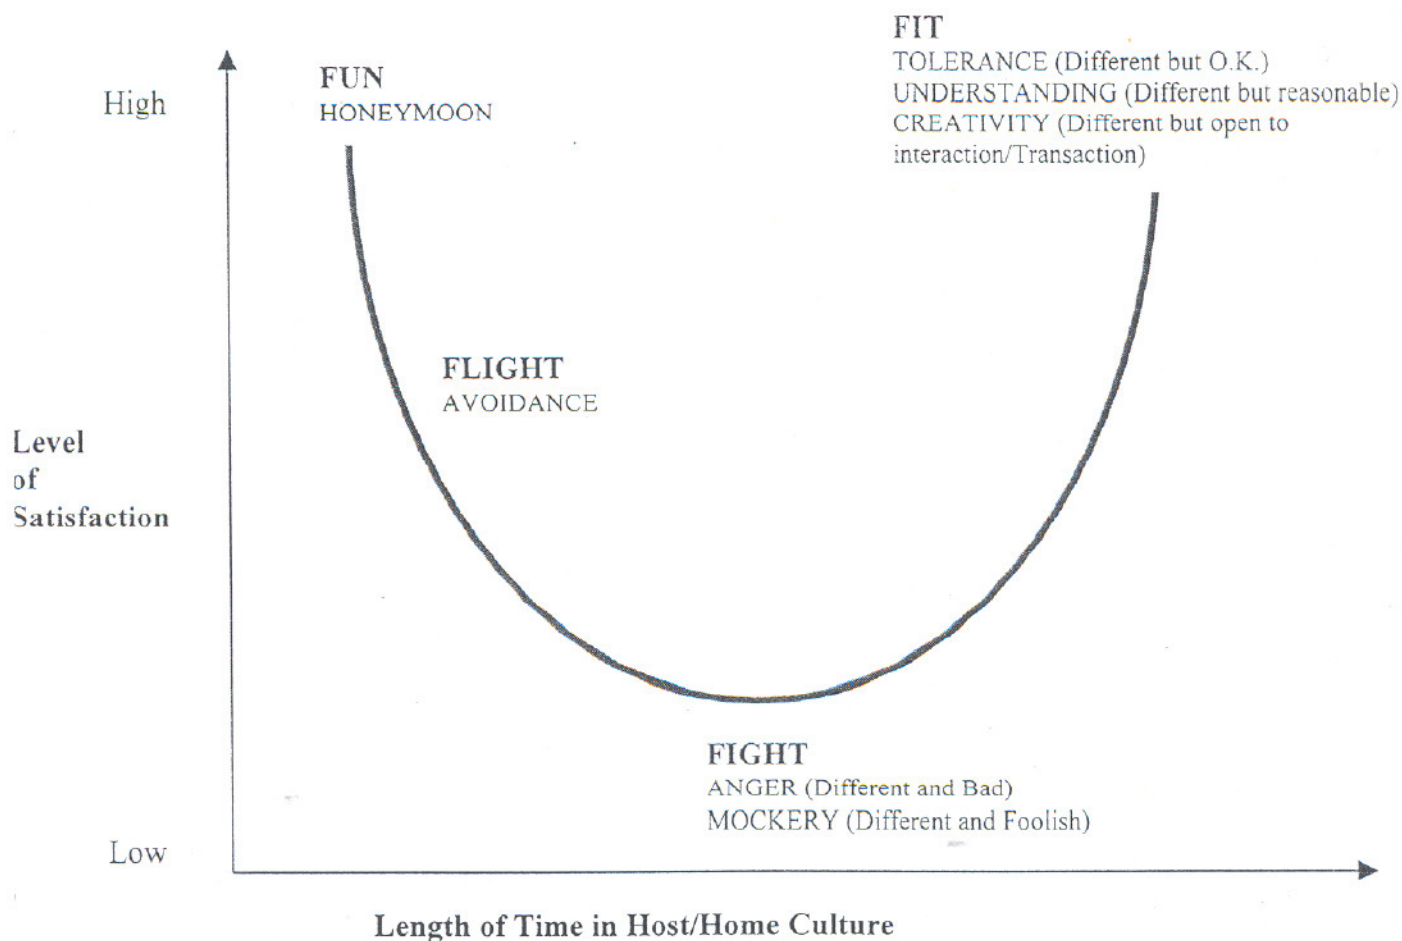 FIT
TOLERANCE (Different but O.K.)
UNDERSTANDING (Different but reasonable)
CREATIVITY (Different but open to
interaction/Transaction)
FUN
HONEYMOON
High
FLIGHT
AVOIDANCE
Level
of
Satisfaction
FIGHT
ANGER (Different and Bad)
MOCKERY (Different and Foolish)
Low
Length of Time in Host/Home Culture